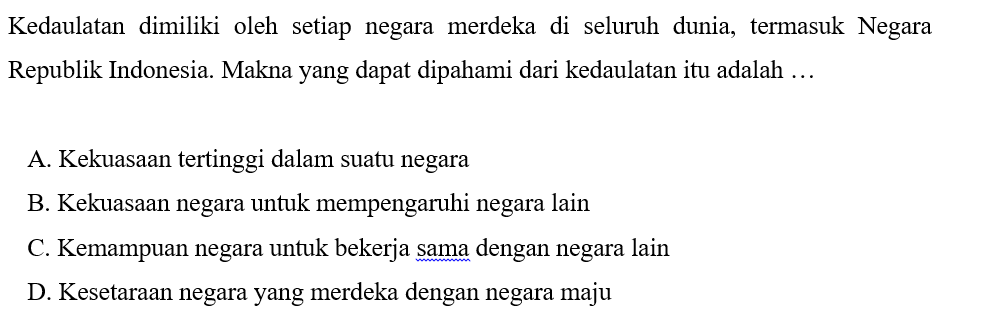 Kedaulatan dimiliki oleh setiap negara merdeka di seluruh dunia, termasuk Negara
Republik Indonesia. Makna yang dapat dipahami dari kedaulatan itu adalah …
A. Kekuasaan tertinggi dalam suatu negara
B. Kekuasaan negara untuk mempengaruhi negara lain
C. Kemampuan negara untuk bekerja sama dengan negara lain
D. Kesetaraan negara yang merdeka dengan negara maju